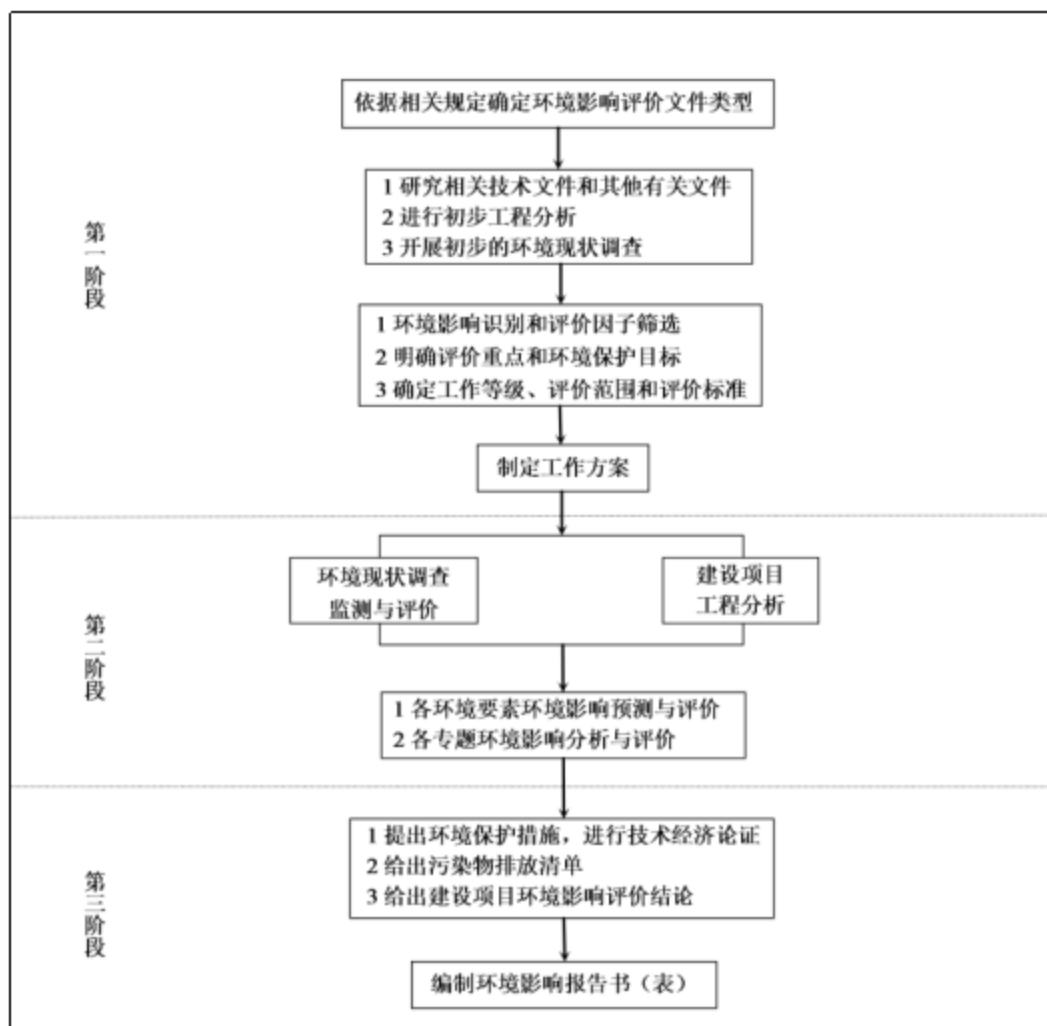 依据相关规定确定环境影响评价文件类型
第一阶段
1 研究相关技术文件和其他有关文件
2 进行初步工程分析
3 开展初步的环境现状调查
1 环境影响识别和评价因子筛选
2 明确评价重点和环境保护目标
3 确定工作等级、评价范围和评价标准
制定工作方案
第二阶段
环境现状调查
监测与评价
建设项目
工程分析
1 各环境要素环境影响预测与评价
2 各专题环境影响分析与评价
第三阶段
1 提出环境保护措施，进行技术经济论证
2 给出污染物排放清单
3 给出建设项目环境影响评价结论
编制环境影响报告书（表）